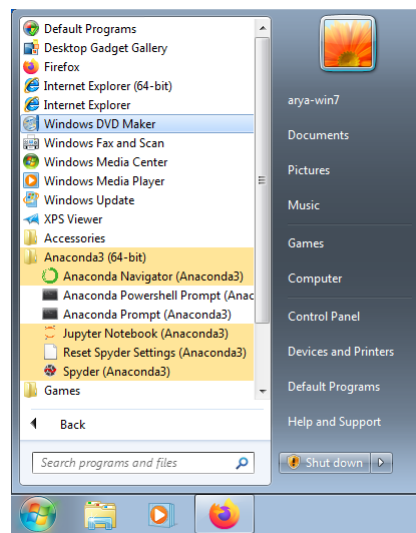 Default Programs
Desktop Gadget Gallery
Firefox
Internet Explorer (64-bit)
Internet Explorer
Windows DVD Maker
Windows Fax and Scan
Windows Media Center
Windows Media Player
Windows Update
XPS Viewer
Accessories
Anaconda3 (64-bit)
Anaconda Navigator (Anaconda3)
Anaconda Powershell Prompt (Anac
Anaconda Prompt (Anaconda3)
Jupyter Notebook (Anaconda3)
Reset Spyder Settings (Anaconda3)
Spyder (Anaconda3)
Games
Back
Search programs and files
arya-win7
Documents
Pictures
Music
Games
Computer
Control Panel
Devices and Printers
Default Programs
Help and Support
Shut down